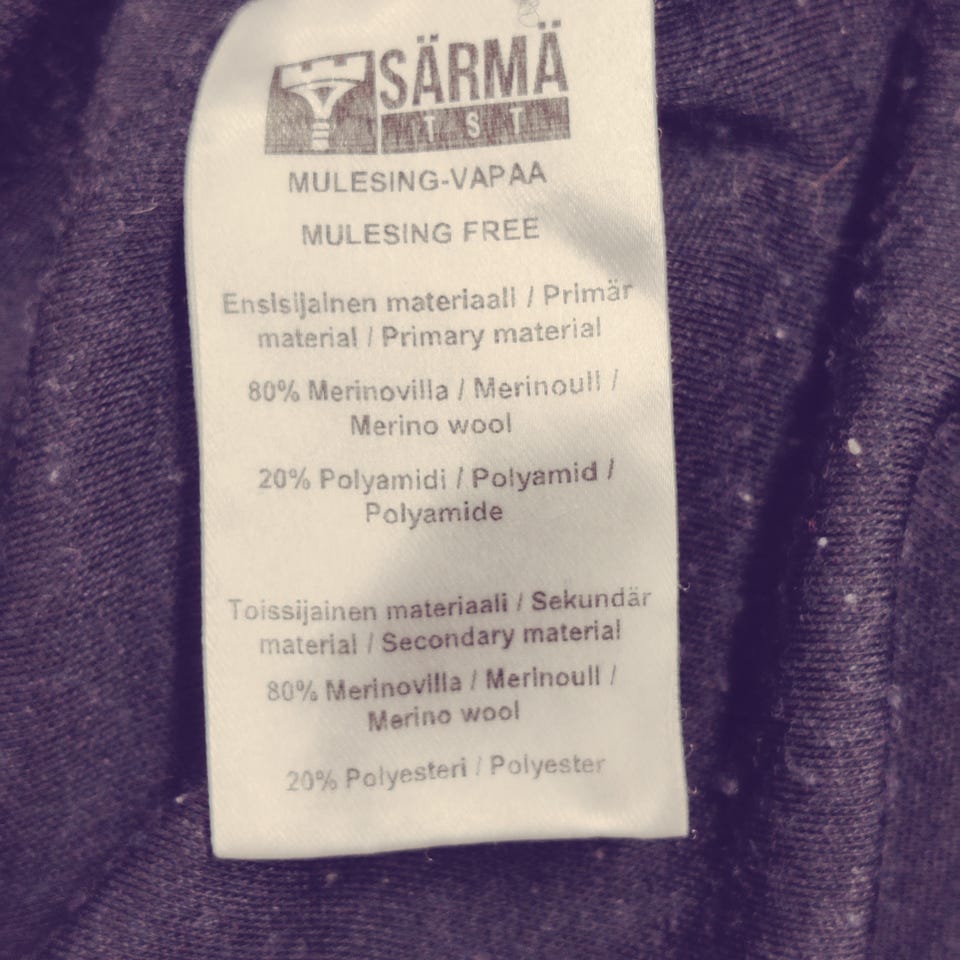 SÄRMÄ
TST
MULESING-VAPAA
MULESING FREE
Ensisijainen materiaali / Primär
material / Primary material
80% Merinovilla / Merinoull /
Merino wool
20% Polyamidi / Polyamid /
Polyamide
Toissijainen materiaali / Sekundär
material / Secondary material
80% Merinovilla / Merinoull /
Merino wool
20% Polyesteri / Polyester